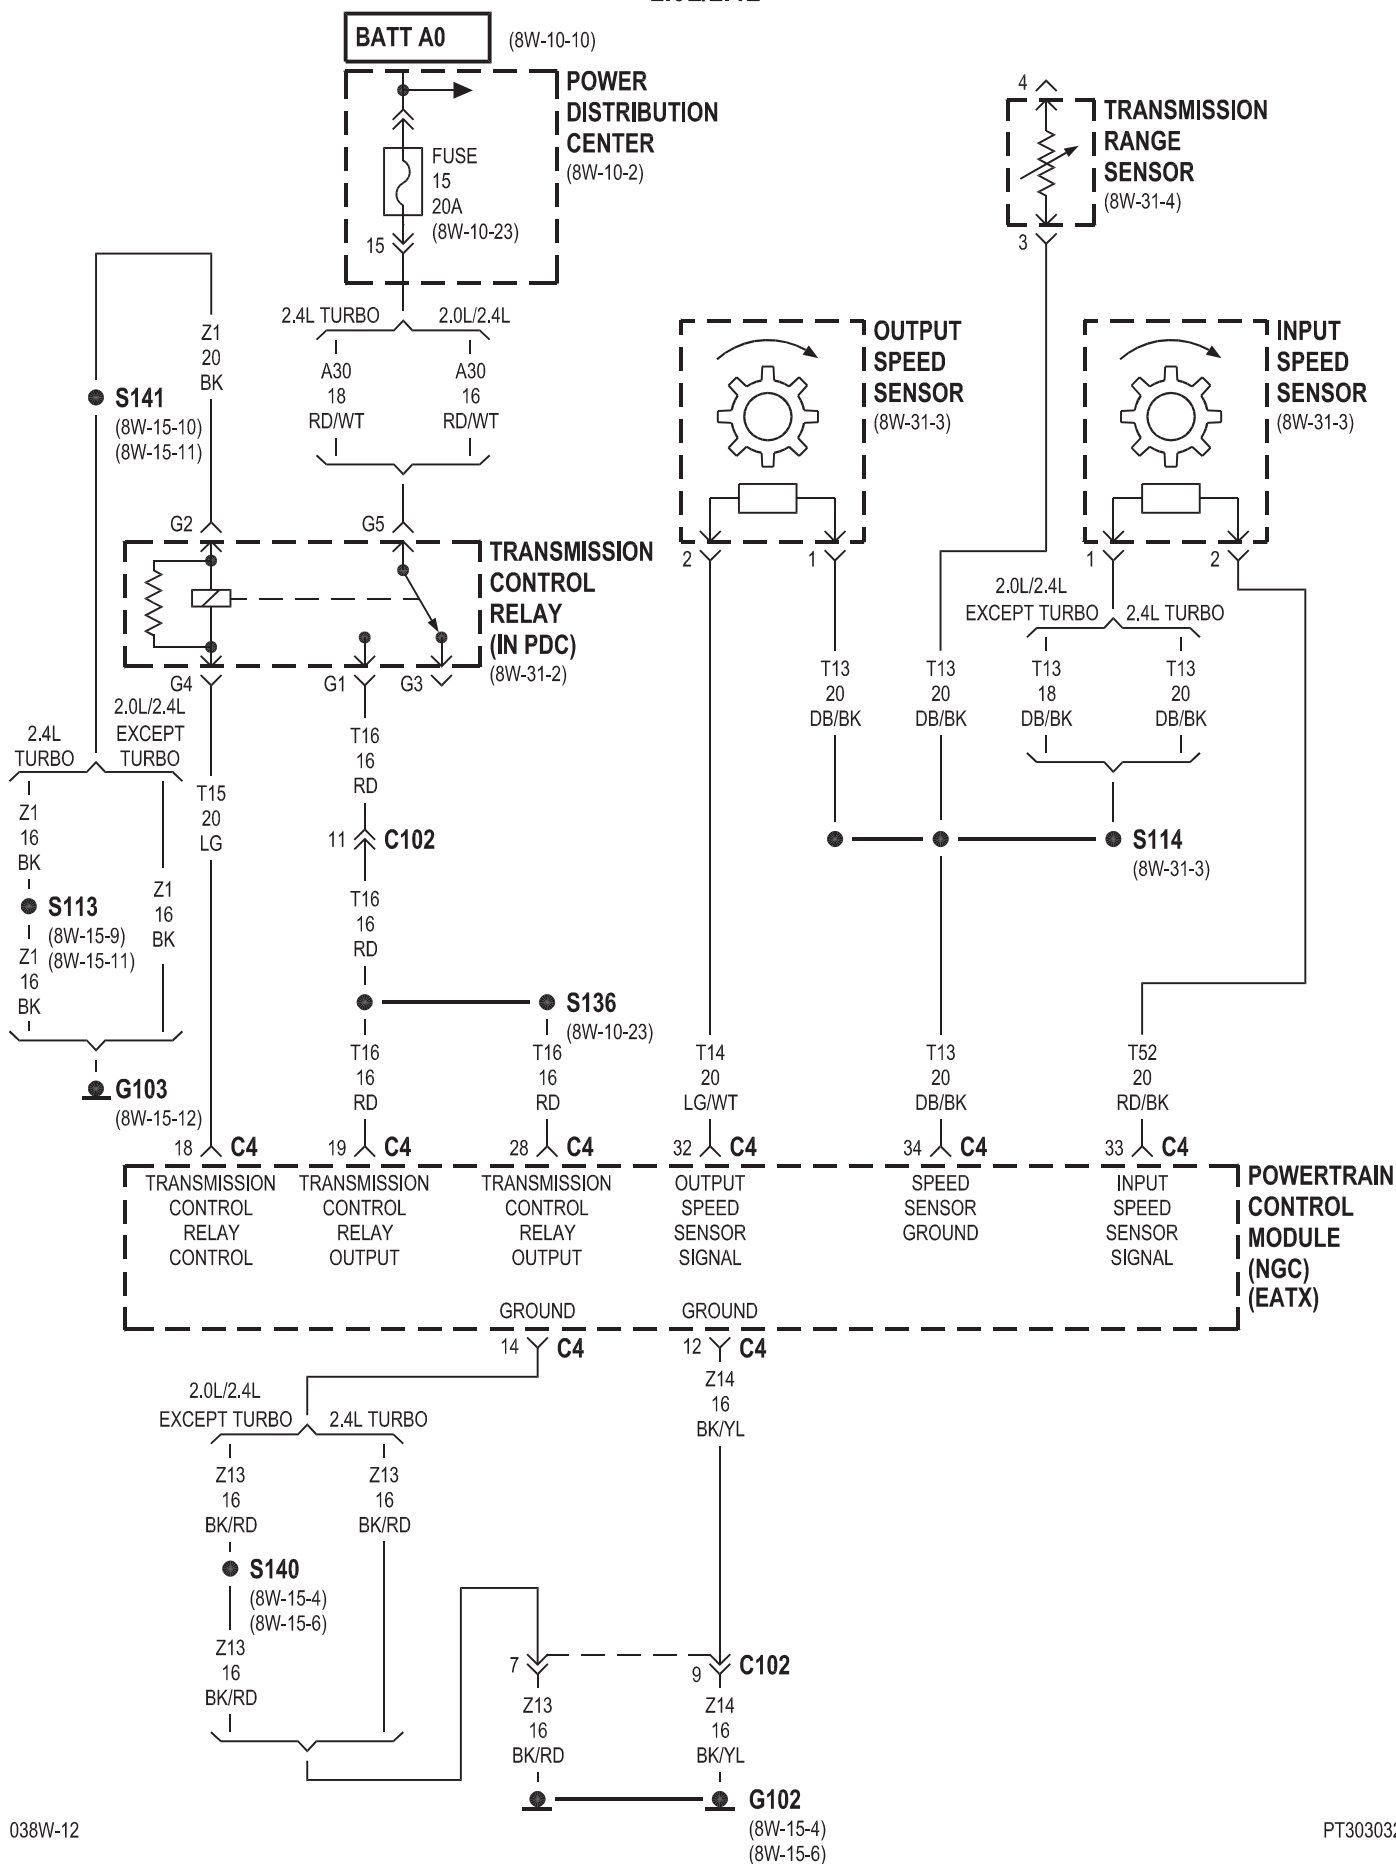 BATT A0
(8W-10-10)
POWER
DISTRIBUTION
CENTER
(8W-10-2)
FUSE
15
20A
(8W-10-23)
15
4
TRANSMISSION
RANGE
SENSOR
(8W-31-4)
3
2.4L TURBO
2.0L/2.4L
A30
18
RD/WT
A30
16
RD/WT
Z1
20
BK
S141
(8W-15-10)
(8W-15-11)
OUTPUT
SPEED
SENSOR
(8W-31-3)
2
1
INPUT
SPEED
SENSOR
(8W-31-3)
1
2
G2
G5
TRANSMISSION
CONTROL
RELAY
(IN PDC)
(8W-31-2)
G4
G1
G3
2.0L/2.4L
EXCEPT TURBO
2.4L TURBO
T13
20
DB/BK
T13
20
DB/BK
T13
18
DB/BK
T13
20
DB/BK
S114
(8W-31-3)
2.4L
TURBO
2.0L/2.4L
EXCEPT
TURBO
Z1
16
BK
S113
(8W-15-9)
(8W-15-11)
Z1
16
BK
Z1
16
BK
G103
(8W-15-12)
T15
20
LG
T16
16
RD
11
C102
T16
16
RD
S136
(8W-10-23)
T16
16
RD
T16
16
RD
T14
20
LG/WT
T13
20
DB/BK
T52
20
RD/BK
18
C4
19
C4
28
C4
32
C4
34
C4
33
C4
TRANSMISSION
CONTROL
RELAY
CONTROL
TRANSMISSION
CONTROL
RELAY
OUTPUT
TRANSMISSION
CONTROL
RELAY
OUTPUT
OUTPUT
SPEED
SENSOR
SIGNAL
SPEED
SENSOR
GROUND
INPUT
SPEED
SENSOR
SIGNAL
POWERTRAIN
CONTROL
MODULE
(NGC)
(EATX)
GROUND
GROUND
14
C4
12
C4
2.0L/2.4L
EXCEPT TURBO
2.4L TURBO
Z14
16
BK/YL
Z13
16
BK/RD
Z13
16
BK/RD
S140
(8W-15-4)
(8W-15-6)
Z13
16
BK/RD
7
9
C102
Z13
16
BK/RD
Z14
16
BK/YL
G102
(8W-15-4)
(8W-15-6)
038W-12